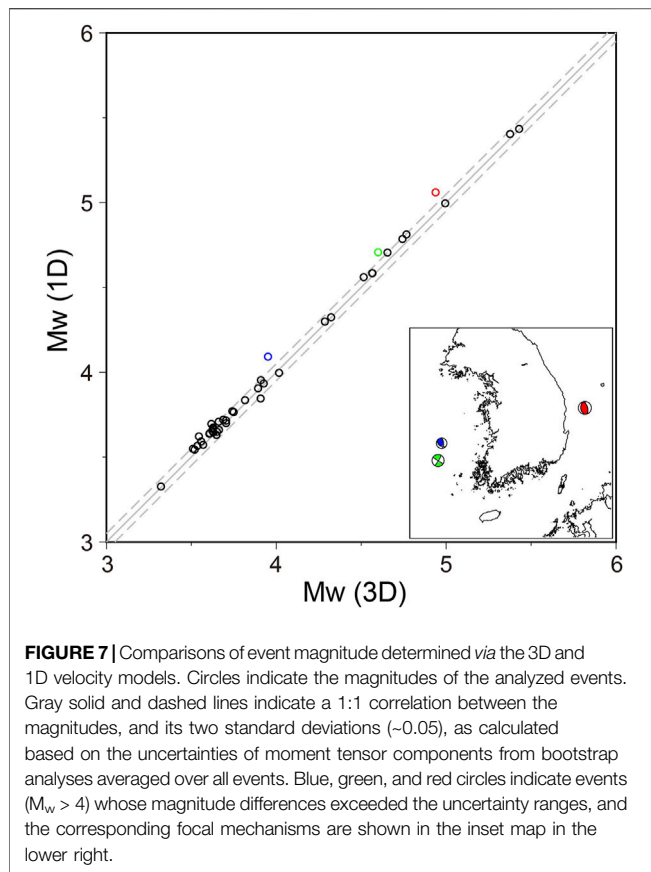 6
5
4
3
Mw (1D)
3
4
5
6
Mw (3D)
FIGURE 7 | Comparisons of event magnitude determined via the 3D and
1D velocity models. Circles indicate the magnitudes of the analyzed events.
Gray solid and dashed lines indicate a 1:1 correlation between the
magnitudes, and its two standard deviations (~0.05), as calculated
based on the uncertainties of moment tensor components from bootstrap
analyses averaged over all events. Blue, green, and red circles indicate events
(Mw > 4) whose magnitude differences exceeded the uncertainty ranges, and
the corresponding focal mechanisms are shown in the inset map in the
lower right.